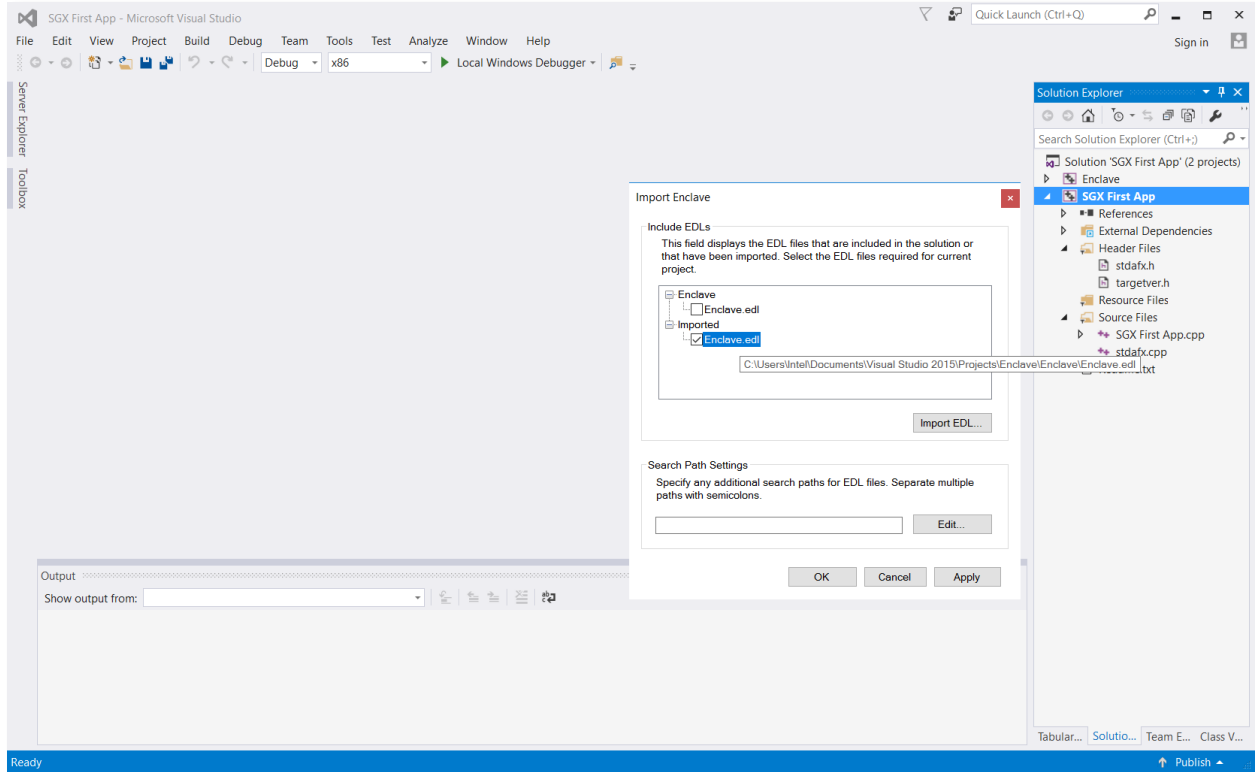 SGX First App - Microsoft Visual Studio
Quick Launch (Ctrl+Q)
File Edit View Project Build Debug Team Tools Test Analyze Window Help
Sign in
Debug x86 Local Windows Debugger
Server Explorer
Toolbox
Solution Explorer
Search Solution Explorer (Ctrl+;)
Solution 'SGX First App' (2 projects)
Enclave
SGX First App
References
External Dependencies
Header Files
stdafx.h
targetver.h
Resource Files
Source Files
SGX First App.cpp
stdafx.cpp
Import Enclave
Include EDLs
This field displays the EDL files that are included in the solution or
that have been imported. Select the EDL files required for current
project.
Enclave
Enclave.edl
Imported
Enclave.edl
C:\Users\Intel\Documents\Visual Studio 2015\Projects\Enclave\Enclave\Enclave.edl
Import EDL...
Search Path Settings
Specify any additional search paths for EDL files. Separate multiple
paths with semicolons.
Edit...
OK Cancel Apply
Output
Show output from:
Tabular... Solutio... Team E... Class V...
Ready
Publish